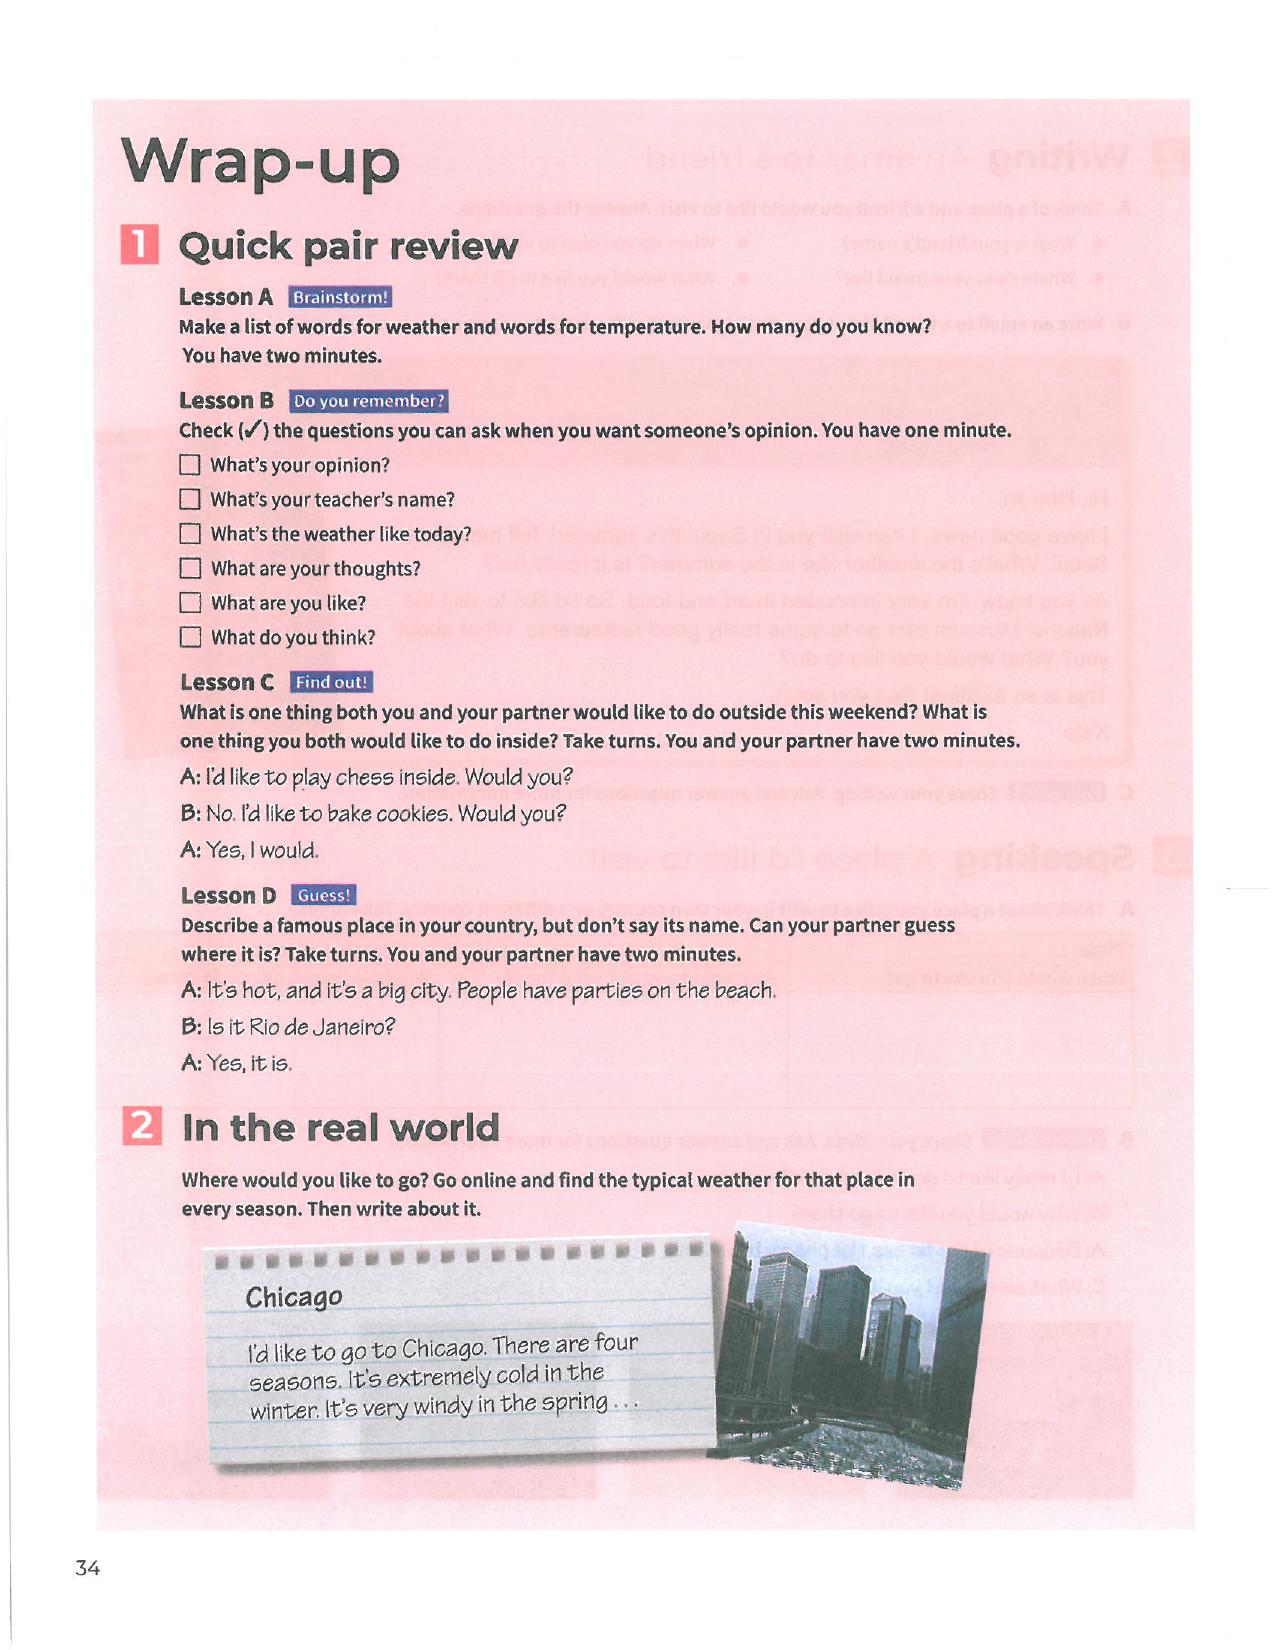 Wrap-up
1 Quick pair review
Lesson A Brainstorm!
Make a list of words for weather and words for temperature. How many do you know?
You have two minutes.
Lesson B Do you remember?
Check (✓) the questions you can ask when you want someone's opinion. You have one minute.
☐ What's your opinion?
☐ What's your teacher's name?
☐ What's the weather like today?
☐ What are your thoughts?
☐ What are you like?
☐ What do you think?
Lesson C Find out!
What is one thing both you and your partner would like to do outside this weekend? What is
one thing you both would like to do inside? Take turns. You and your partner have two minutes.
A: I'd like to play chess inside. Would you?
B: No. I'd like to bake cookies. Would you?
A: Yes, I would.
Lesson D Guess!
Describe a famous place in your country, but don't say its name. Can your partner guess
where it is? Take turns. You and your partner have two minutes.
A: It's hot, and it's a big city. People have parties on the beach.
B: Is it Rio de Janeiro?
A: Yes, it is.
2 In the real world
Where would you like to go? Go online and find the typical weather for that place in
every season. Then write about it.
Chicago
I'd like to go to Chicago. There are four
seasons. It's extremely cold in the
winter. It's very windy in the spring . . .
34